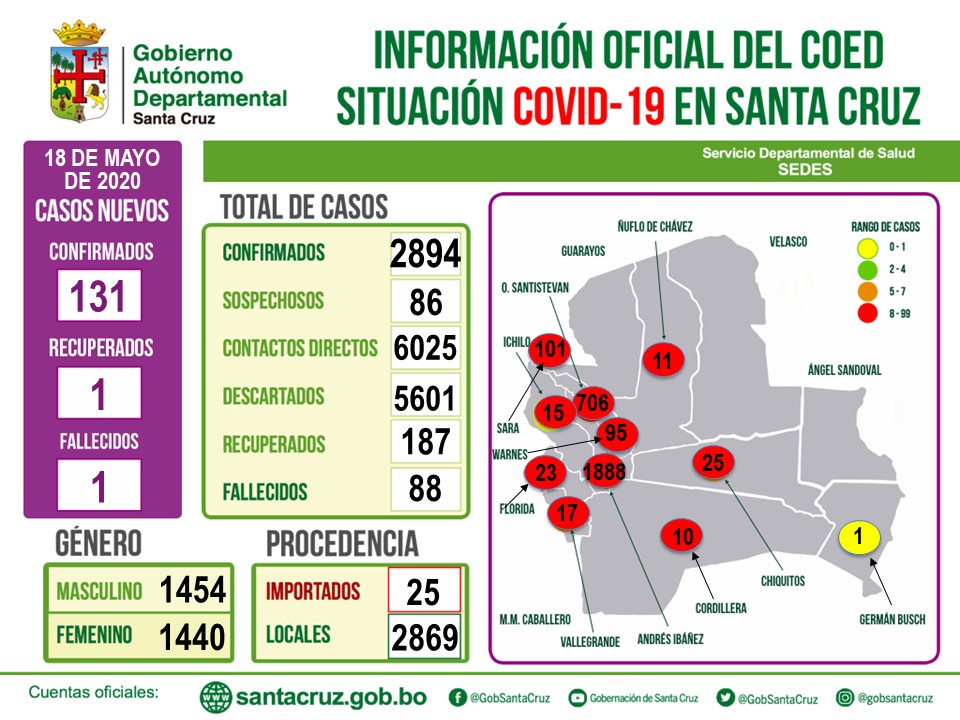 Gobierno
Autónomo
Departamental
Santa Cruz
INFORMACIÓN OFICIAL DEL COED
SITUACIÓN COVID-19 EN SANTA CRUZ
Servicio Departamental de Salud
SEDES
18 DE MAYO
DE 2020
CASOS NUEVOS
CONFIRMADOS
131
RECUPERADOS
1
FALLECIDOS
1
TOTAL DE CASOS
CONFIRMADOS 2894
SOSPECHOSOS 86
CONTACTOS DIRECTOS 6025
DESCARTADOS 5601
RECUPERADOS 187
FALLECIDOS 88
GÉNERO
MASCULINO 1454
FEMENINO 1440
PROCEDENCIA
IMPORTADOS 25
LOCALES 2869
ÑUFLO DE CHÁVEZ
GUARAYOS
VELASCO
O. SANTISTEVAN
ICHILO
ÁNGEL SANDOVAL
SARA
WARNES
FLORIDA
M.M. CABALLERO
VALLEGRANDE
ANDRÉS IBÁÑEZ
CORDILLERA
CHIQUITOS
GERMÁN BUSCH
101
11
15
706
95
23
1888
25
17
10
1
RANGO DE CASOS
0 - 1
2 - 4
5 - 7
8 - 99
Cuentas oficiales:
santacruz.gob.bo
@GobSantaCruz
Gobernación de Santa Cruz
@GobSantaCruz
@gobsantacruz